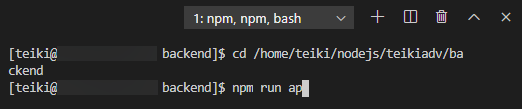 1: npm, npm, bash
[teiki@ backend]$ cd /home/teiki/nodejs/teikiadv/ba
ckend
[teiki@ backend]$ npm run ap